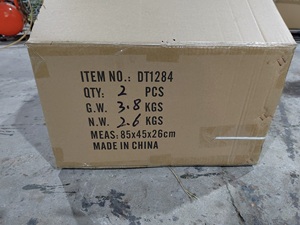 ITEM NO.: DT1284
QTY: 2 PCS
G.W. 3.8 KGS
N.W. 2.6 KGS
MEAS: 85x45x26cm
MADE IN CHINA